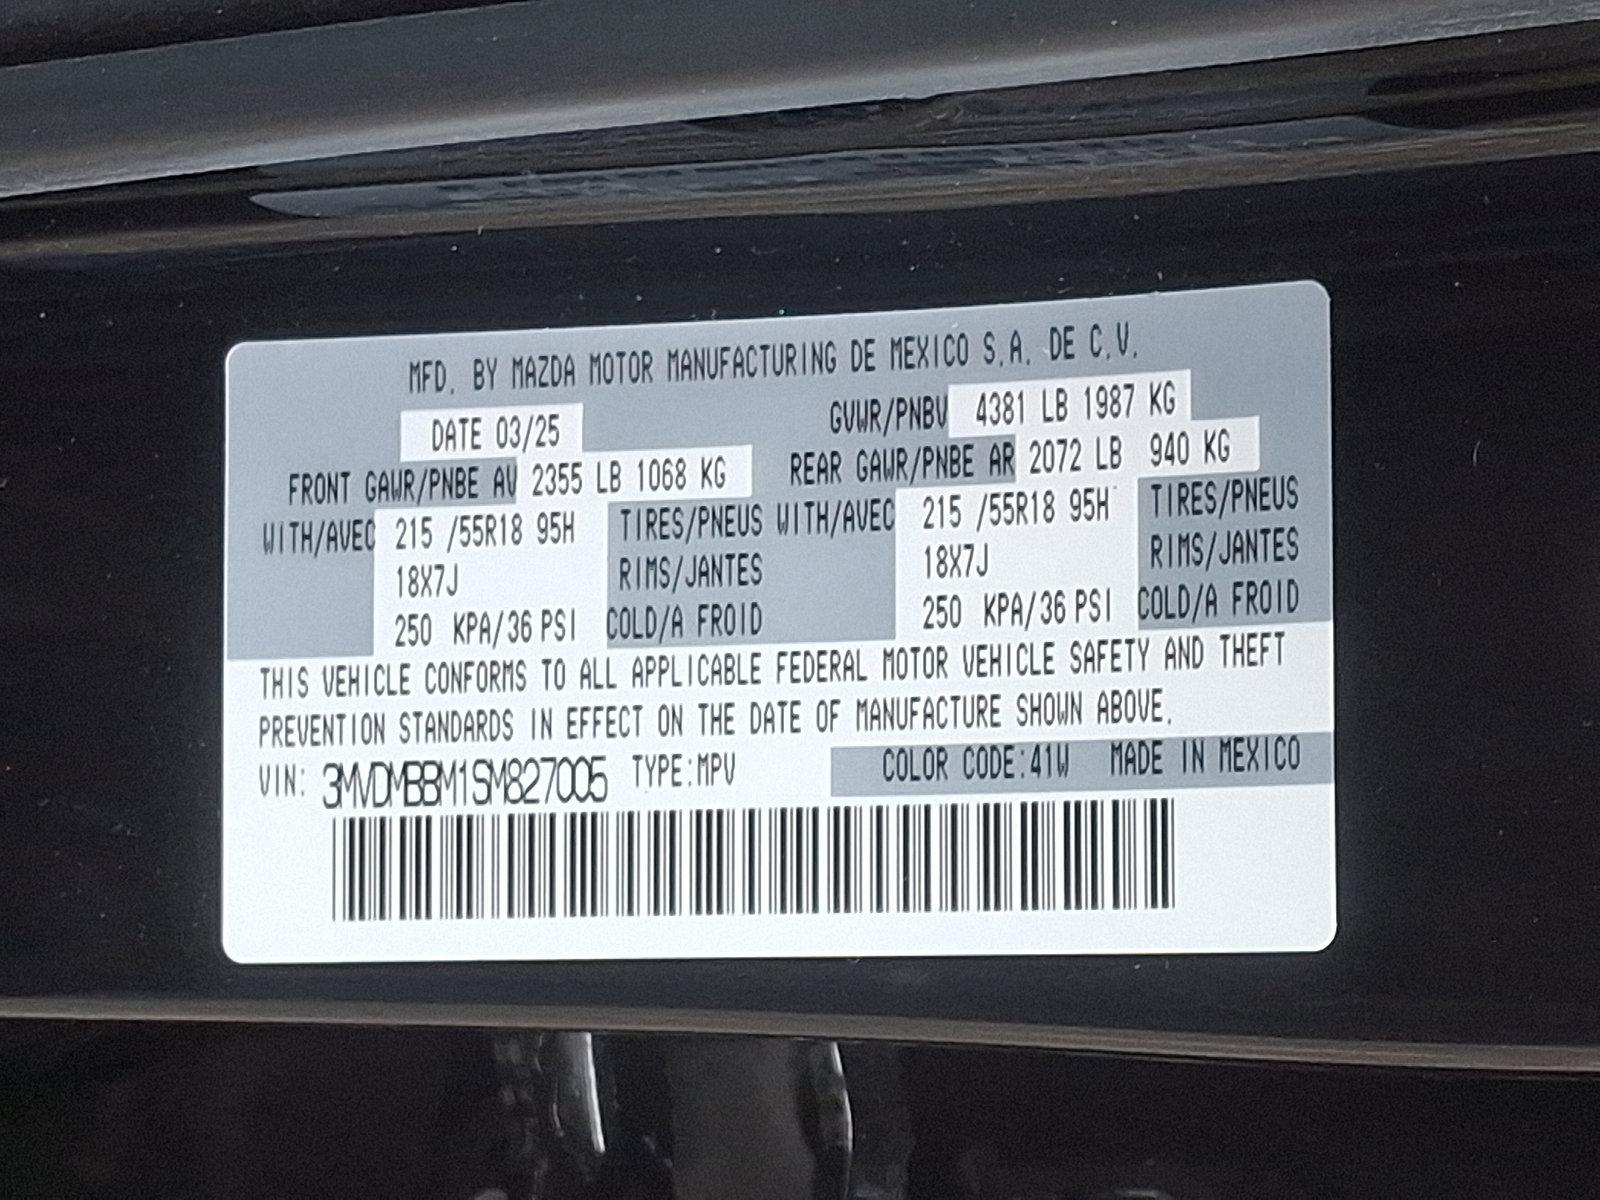 MFD. BY MAZDA MOTOR MANUFACTURING DE MEXICO S.A. DE C.V.
DATE 03/25 GVWR/PNBV 4381 LB 1987 KG
FRONT GAWR/PNBE AV 2355 LB 1068 KG REAR GAWR/PNBE AR 2072 LB 940 KG
WITH/AVEC 215 /55R18 95H TIRES/PNEUS WITH/AVEC 215 /55R18 95H TIRES/PNEUS
18X7J RIMS/JANTES 18X7J RIMS/JANTES
250 KPA/36 PSI COLD/A FROID 250 KPA/36 PSI COLD/A FROID
THIS VEHICLE CONFORMS TO ALL APPLICABLE FEDERAL MOTOR VEHICLE SAFETY AND THEFT
PREVENTION STANDARDS IN EFFECT ON THE DATE OF MANUFACTURE SHOWN ABOVE.
VIN: 3MVDMBBM1SM827005 TYPE:MPV COLOR CODE:41W MADE IN MEXICO